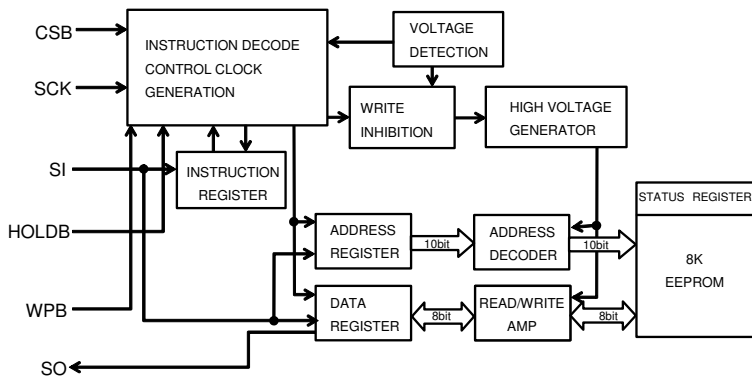 CSB
INSTRUCTION DECODE
CONTROL CLOCK
GENERATION
VOLTAGE
DETECTION
SCK
WRITE
INHIBITION
HIGH VOLTAGE
GENERATOR
SI
INSTRUCTION
REGISTER
STATUS REGISTER
HOLDB
ADDRESS
REGISTER
10bit
ADDRESS
DECODER
10bit
8K
EEPROM
WPB
DATA
REGISTER
8bit
READ/WRITE
AMP
8bit
SO